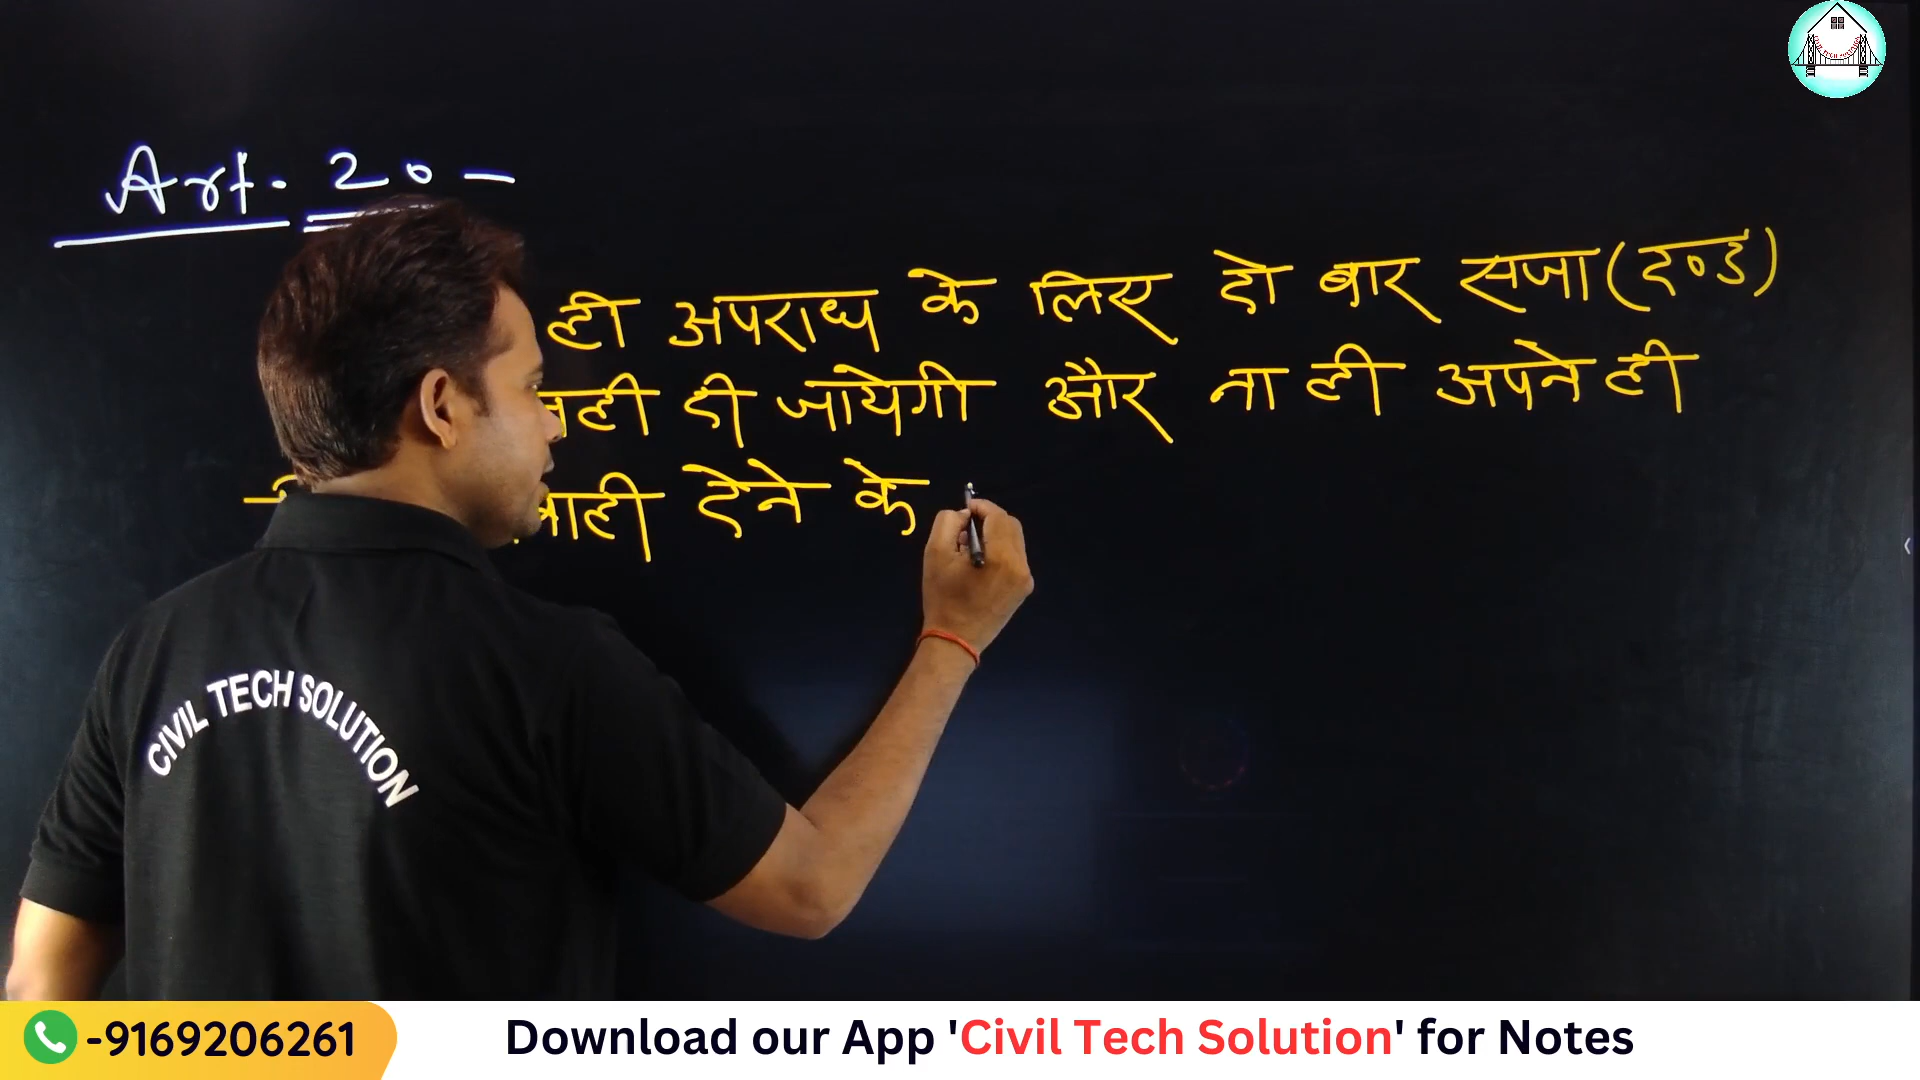 Art. 20 -
ही अपराध के लिए दो बार सजा (दण्ड)
नही दी जायेगी और ना ही अपने ही
देने के
CIVIL TECH SOLUTION
-9169206261
Download our App 'Civil Tech Solution' for Notes